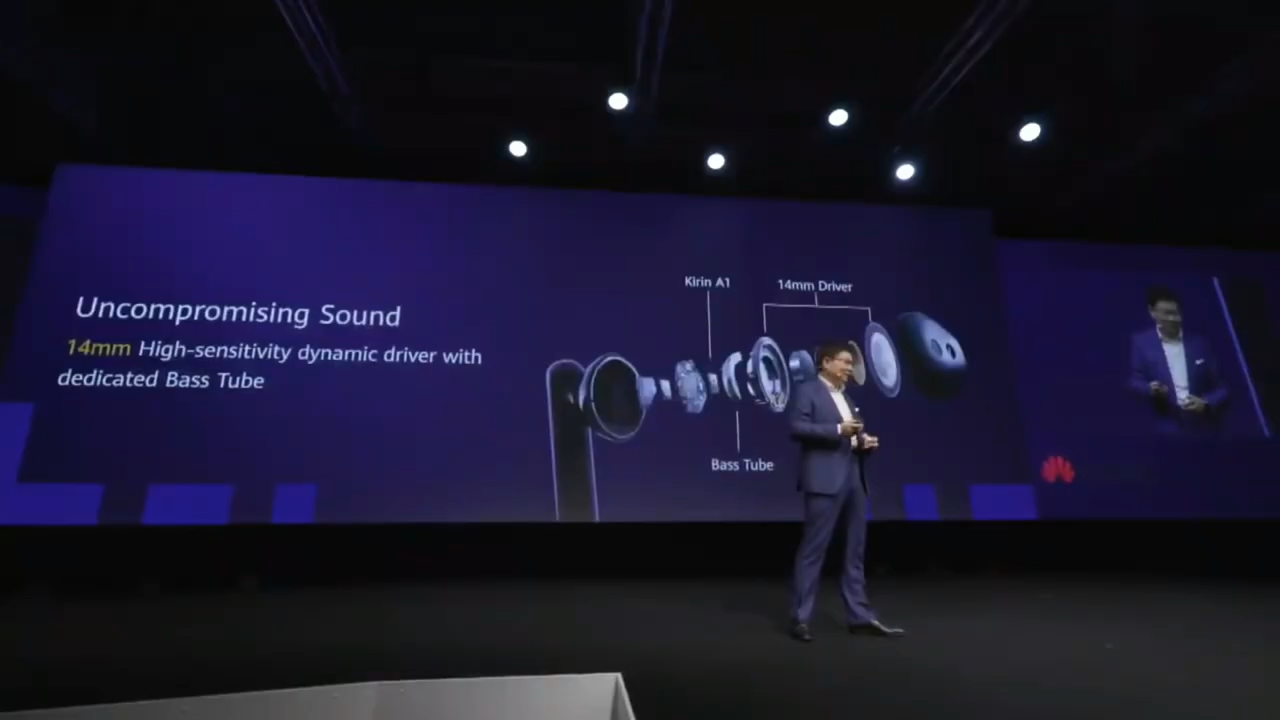 Uncompromising Sound
14mm High-sensitivity dynamic driver with
dedicated Bass Tube
Kirin A1
14mm Driver
Bass Tube